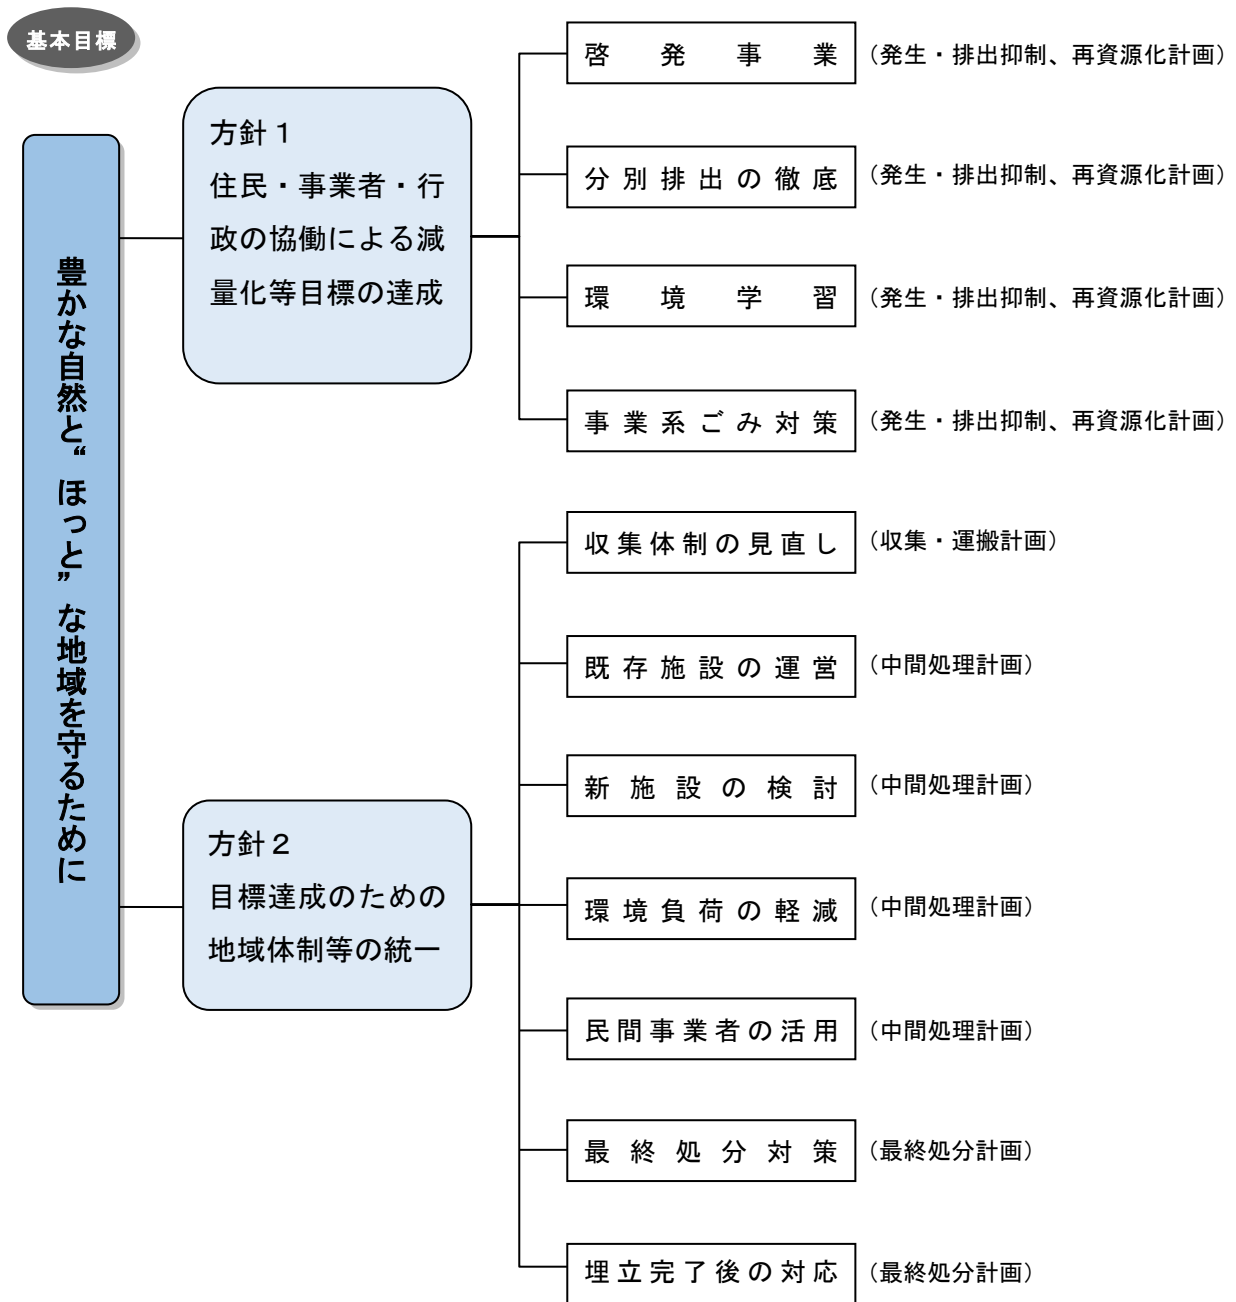 基本目標
豊かな自然と“ほっと”な地域を守るために
方針１
住民・事業者・行
政の協働による減
量化等目標の達成
啓発事業
（発生・排出抑制、再資源化計画）
分別排出の徹底
（発生・排出抑制、再資源化計画）
環境学習
（発生・排出抑制、再資源化計画）
事業系ごみ対策
（発生・排出抑制、再資源化計画）
方針２
目標達成のための
地域体制等の統一
収集体制の見直し
（収集・運搬計画）
既存施設の運営
（中間処理計画）
新施設の検討
（中間処理計画）
環境負荷の軽減
（中間処理計画）
民間事業者の活用
（中間処理計画）
最終処分対策
（最終処分計画）
埋立完了後の対応
（最終処分計画）